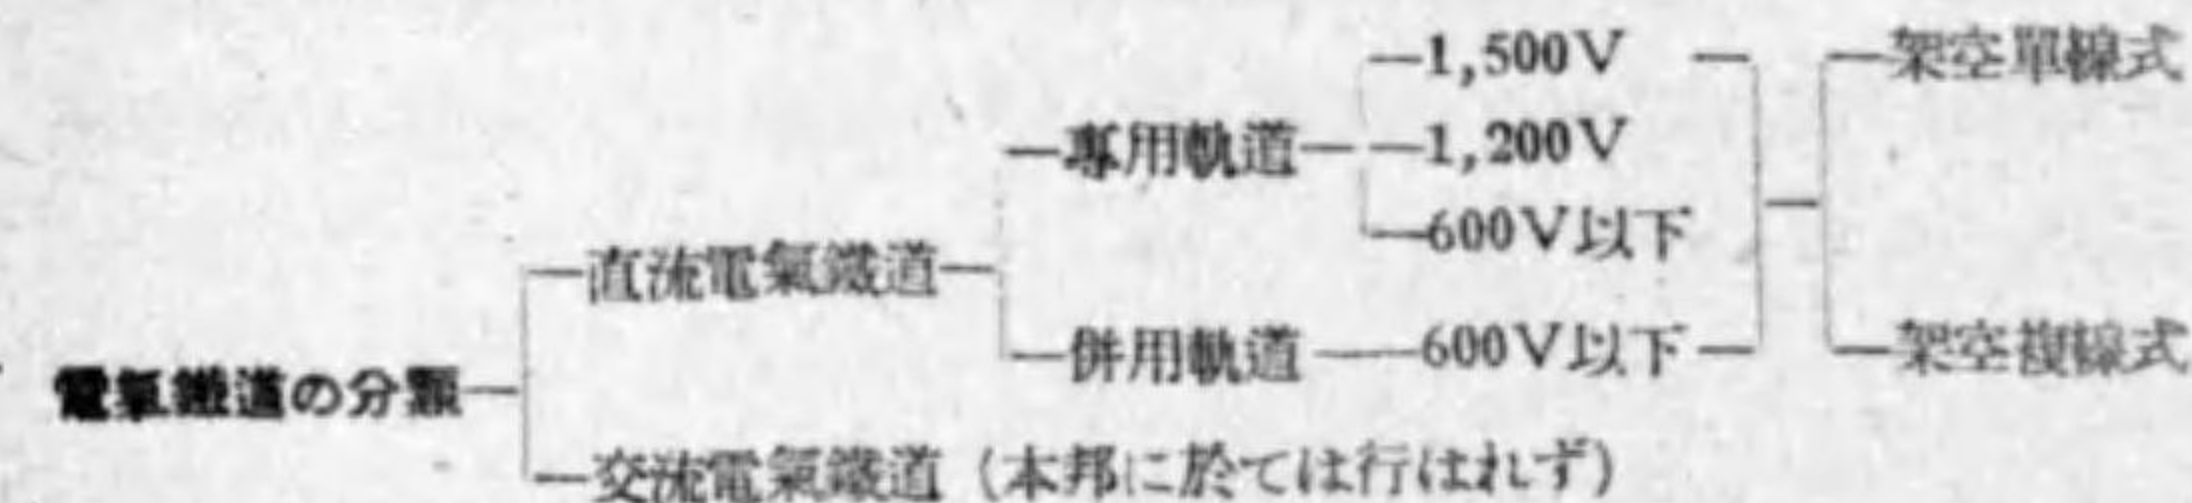 電氣鐵道の分類
直流電氣鐵道
專用軌道
1,500V
1,200V
600V以下
併用軌道
600V以下
架空單線式
架空複線式
交流電氣鐵道 (本邦に於ては行はれず)